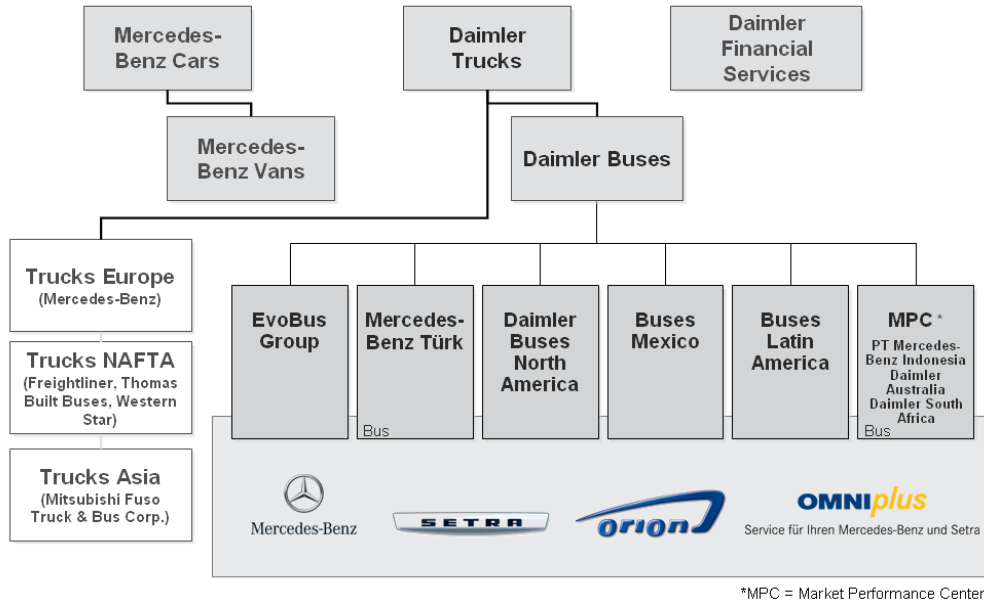 Mercedes-
Benz Cars
Daimler
Trucks
Daimler
Financial
Services
Mercedes-
Benz Vans
Daimler Buses
Trucks Europe
(Mercedes-Benz)
Trucks NAFTA
(Freightliner, Thomas
Built Buses, Western
Star)
Trucks Asia
(Mitsubishi Fuso
Truck & Bus Corp.)
EvoBus
Group
Mercedes-
Benz Türk
Bus
Daimler
Buses
North
America
Buses
Mexico
Buses
Latin
America
MPC *
PT Mercedes-
Benz Indonesia
Daimler
Australia
Daimler South
Africa
Bus
Mercedes-Benz
SETRA
orion
OMNIplus
Service für Ihren Mercedes-Benz und Setra
*MPC = Market Performance Center